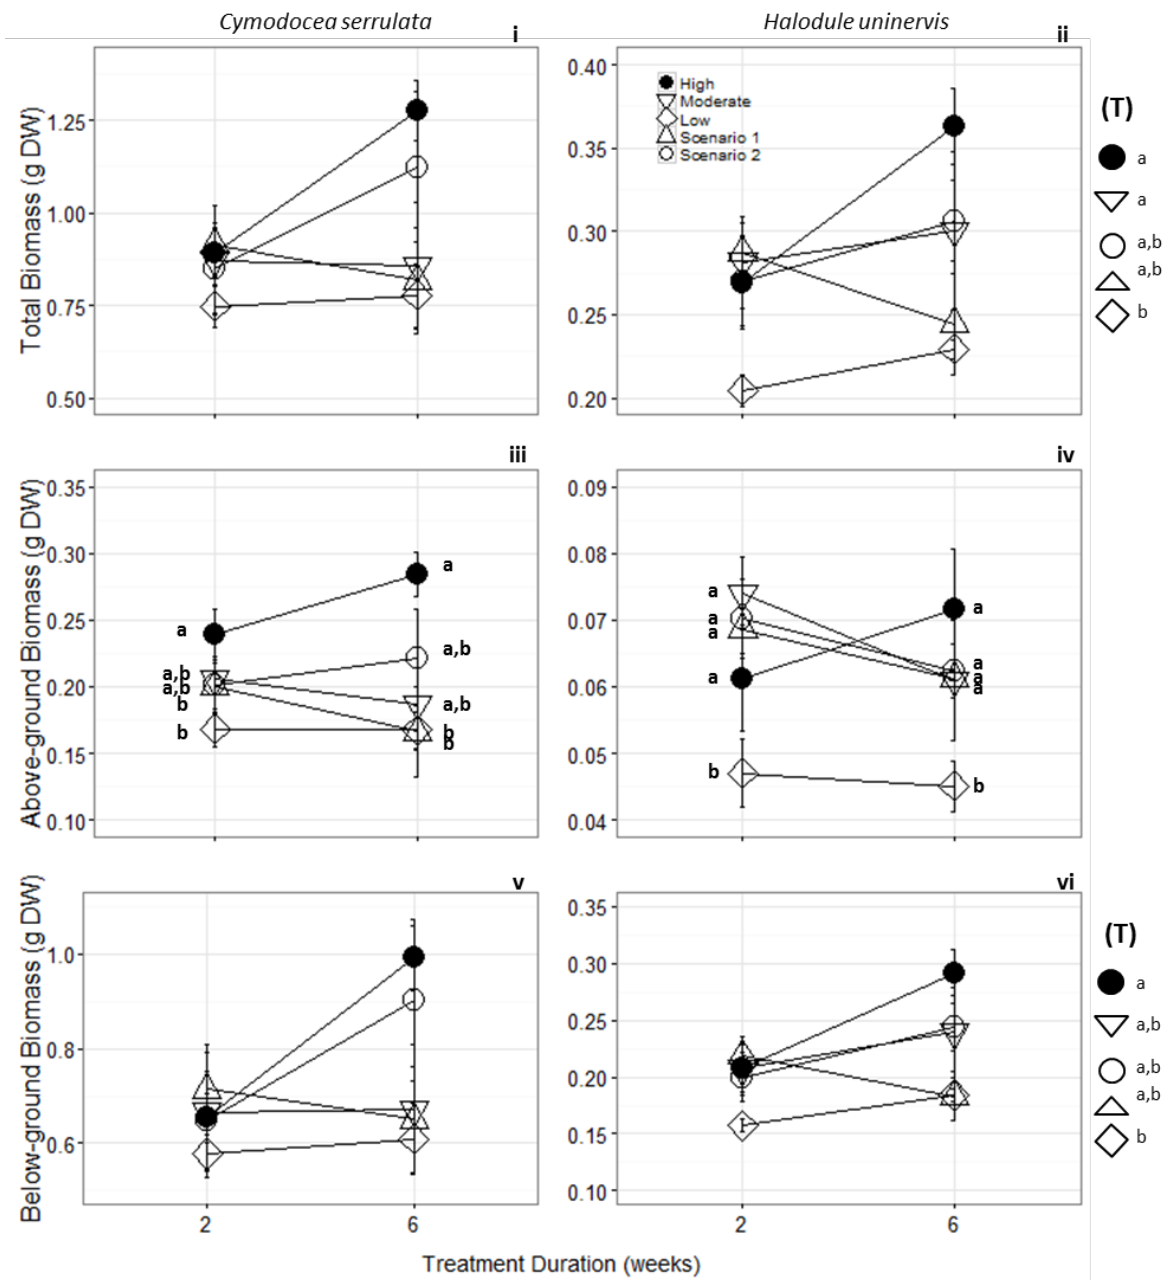 Cymodocea serrulata
Halodule uninervis
i
ii
Total Biomass (g DW)
1.25
1.00
0.75
0.50
0.40
0.35
0.30
0.25
0.20
High
Moderate
Low
Scenario 1
Scenario 2
(T)
a
a
a,b
a,b
b
iii
iv
Above-ground Biomass (g DW)
0.35
0.30
0.25
0.20
0.15
0.10
a
a,b
a,b
b
b
a
a,b
a,b
b
b
0.09
0.08
0.07
0.06
0.05
0.04
a
a
a
a
b
a
a
a
a
b
v
vi
Below-ground Biomass (g DW)
1.0
0.8
0.6
2
6
0.35
0.30
0.25
0.20
0.15
0.10
2
6
(T)
a
a,b
a,b
a,b
b
Treatment Duration (weeks)